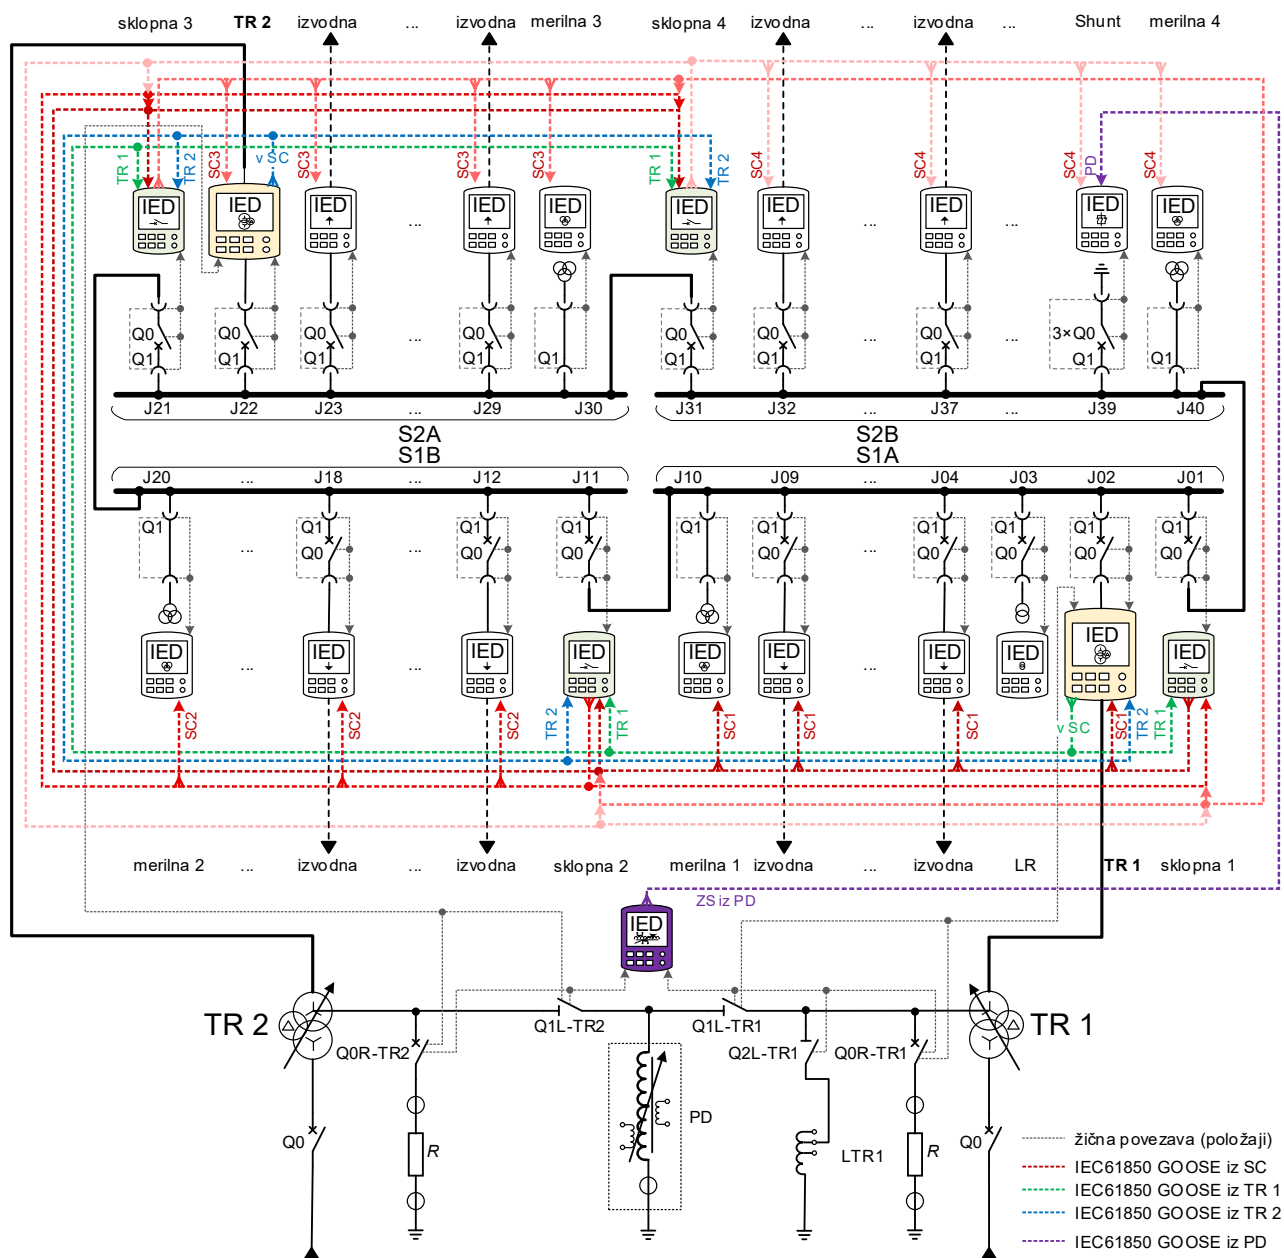 sklopna 3 TR 2 izvodna ... izvodna merilna 3 sklopna 4 izvodna ... izvodna ... Shunt merilna 4
TR 1 TR 2 SC3 v SC SC3 SC3 SC3 TR 1 TR 2 SC4 SC4 SC4 PD SC4
IED IED IED ... IED IED IED IED ... IED ... IED IED
Q0 Q0 Q0 ... Q0 Q0 Q0 ... Q0 ... 3×Q0
Q1 Q1 Q1 Q1 Q1 Q1 Q1 Q1 Q1 Q1
J21 J22 J23 ... J29 J30 J31 J32 ... J37 ... J39 J40
S2A S2B
S1B S1A
J20 J18 ... J12 J11 J10 J09 ... J04 J03 J02 J01
Q1 Q1 Q1 Q1 Q1 Q1 Q1 Q1 Q1 Q1
... Q0 ... Q0 Q0 Q0 ... Q0 Q0 Q0 Q0
IED ... IED ... IED IED IED IED ... IED IED IED IED
SC2 SC2 SC2 TR 2 TR 1 SC1 SC1 SC1 v SC SC1 TR 2 TR 1
merilna 2 ... izvodna ... izvodna sklopna 2 merilna 1 izvodna ... izvodna LR TR 1 sklopna 1
ZS iz PD
IED
TR 2 Q1L-TR2 Q1L-TR1 TR 1
Q0R-TR2 Q2L-TR1 Q0R-TR1
PD
Q0 R LTR1 R Q0
žična povezava (položaji)
IEC61850 GOOSE iz SC
IEC61850 GOOSE iz TR 1
IEC61850 GOOSE iz TR 2
IEC61850 GOOSE iz PD